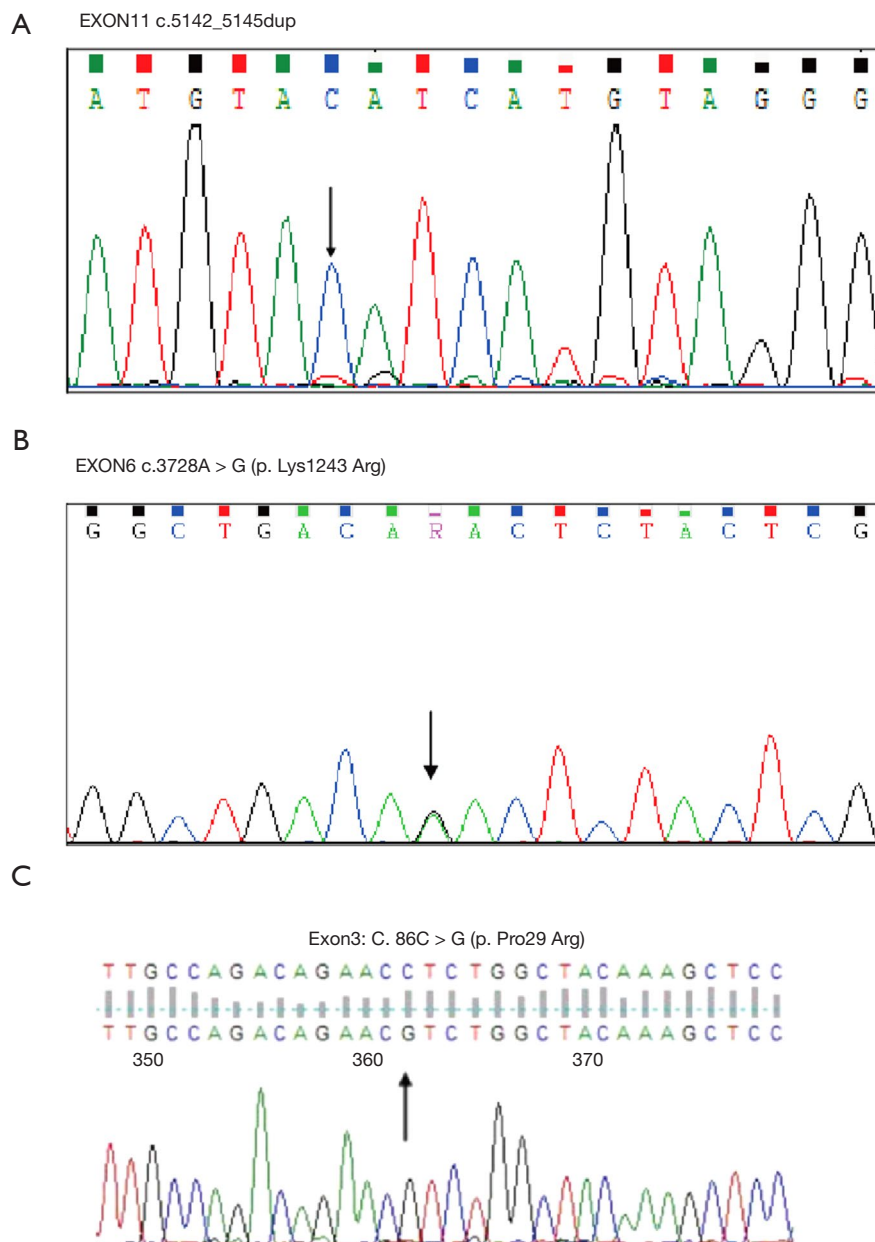 A
EXON11 c.5142_5145dup
A T G T A C A T C A T G T A G G G
B
EXON6 c.3728A > G (p. Lys1243 Arg)
G G C T G A C A R A C T C T A C T C G
C
Exon3: C. 86C > G (p. Pro29 Arg)
T T G C C A G A C A G A A C C T C T G G C T A C A A A G C T C C
T T G C C A G A C A G A A C G T C T G G C T A C A A A G C T C C
350 360 370